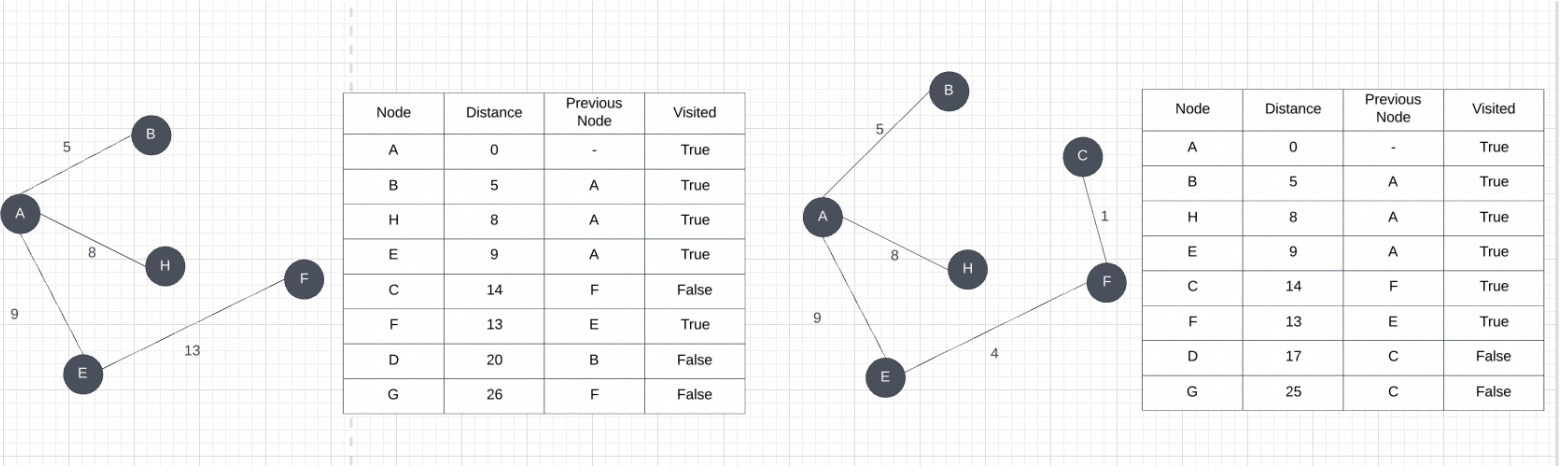 B
5
A
8
H
F
9
13
E
Node Distance Previous Node Visited
A 0 - True
B 5 A True
H 8 A True
E 9 A True
C 14 F False
F 13 E True
D 20 B False
G 26 F False
B
5
C
A
1
8
H
F
9
4
E
Node Distance Previous Node Visited
A 0 - True
B 5 A True
H 8 A True
E 9 A True
C 14 F True
F 13 E True
D 17 C False
G 25 C False